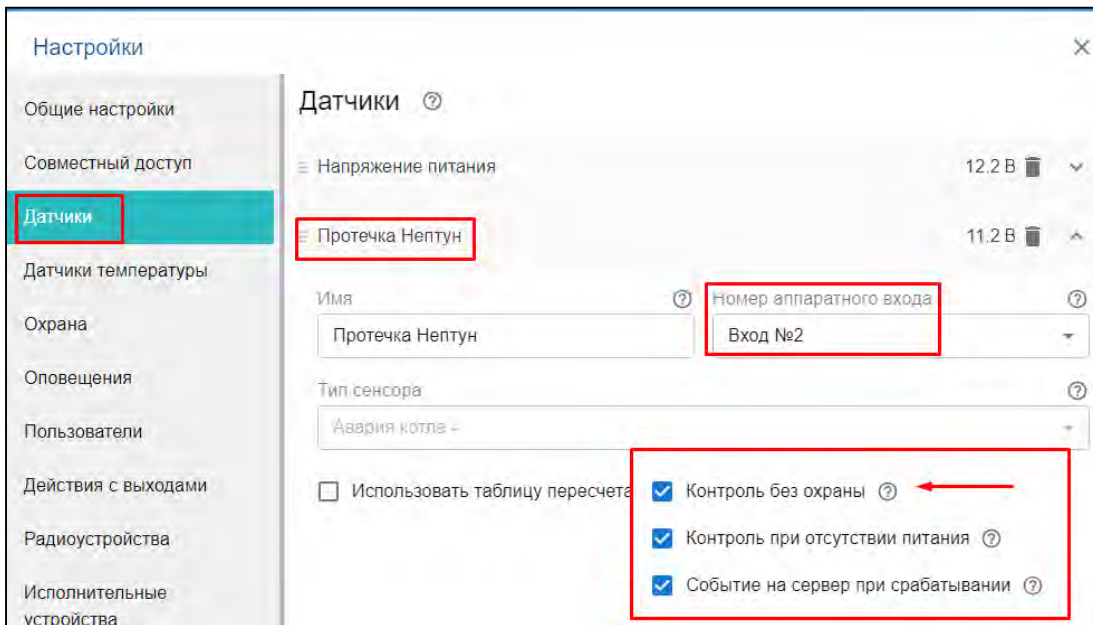 Настройки
Общие настройки
Совместный доступ
Датчики
Датчики температуры
Охрана
Оповещения
Пользователи
Действия с выходами
Радиоустройства
Исполнительные
устройства
Датчики
Напряжение питания 12.2 В
Протечка Нептун 11.2 В
Имя Номер аппаратного входа
Протечка Нептун Вход №2
Тип сенсора
Авария котла -
Использовать таблицу пересчета Контроль без охраны
Контроль при отсутствии питания
Событие на сервер при срабатывании